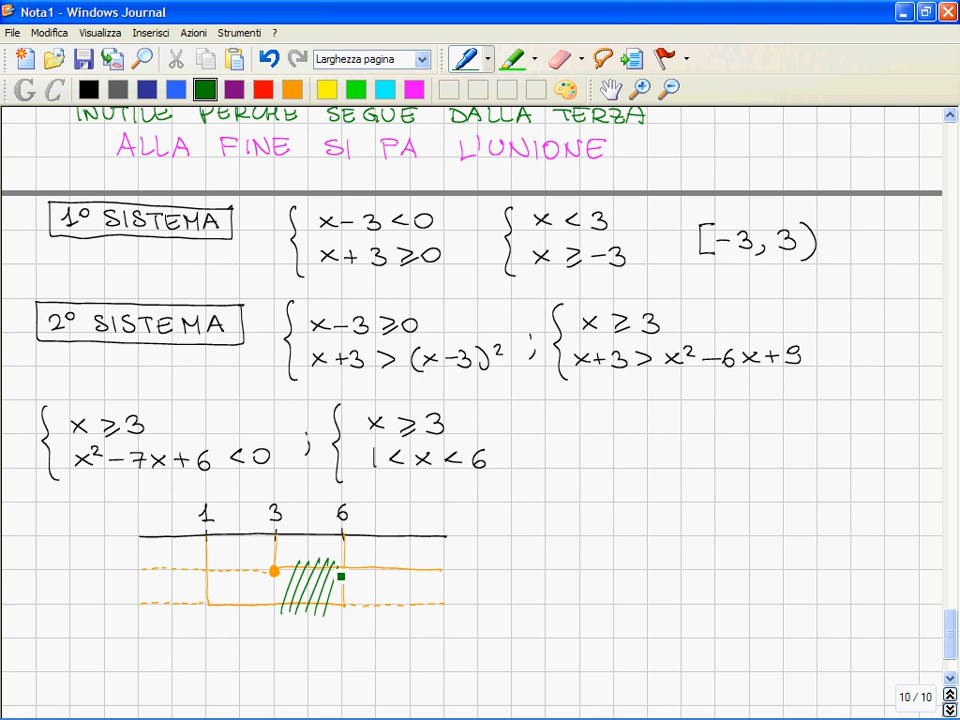 Nota1 - Windows Journal
File Modifica Visualizza Inserisci Azioni Strumenti ?
Larghezza pagina
G C
INUTILE PERCHE SEGUE DALLA TERZA
ALLA FINE SI FA L'UNIONE
1° SISTEMA { x-3<0 { x<3 [-3, 3)
x+3≥0 x≥-3
2° SISTEMA { x-3≥0 ; { x≥3
x+3>(x-3)² x+3>x²-6x+9
{ x≥3 ; { x≥3
x²-7x+6<0 1<x<6
1 3 6
10 / 10